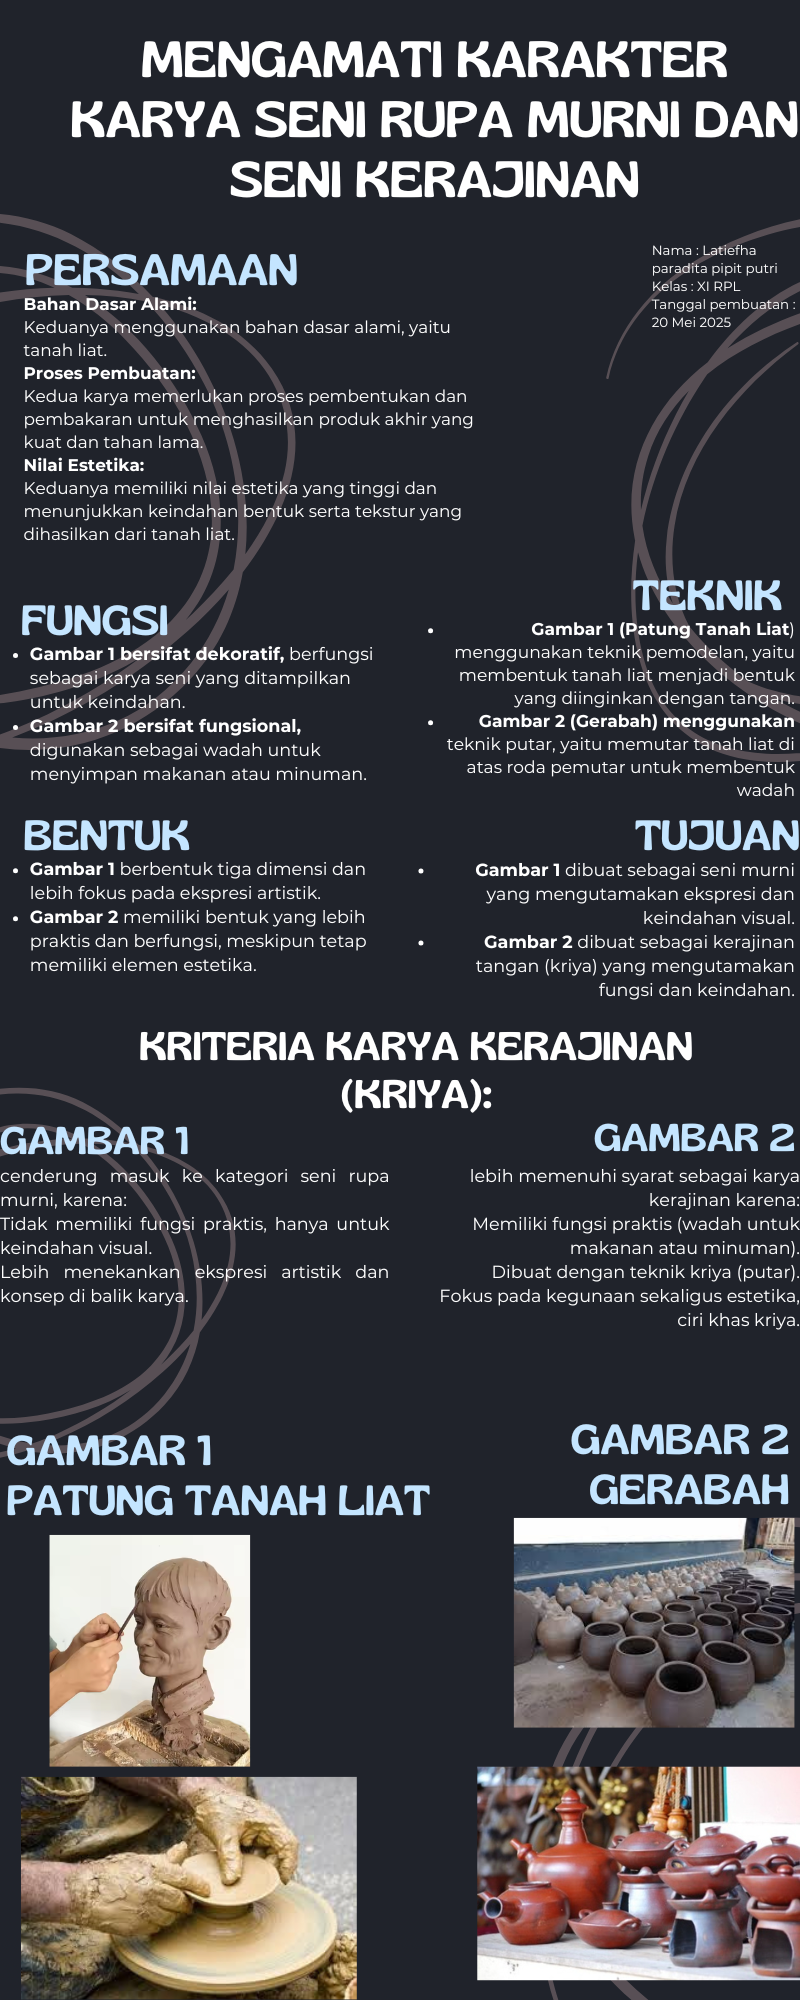 MENGAMATI KARAKTER
KARYA SENI RUPA MURNI DAN
SENI KERAJINAN
Nama : Latiefha
paradita pipit putri
Kelas : XI RPL
Tanggal pembuatan :
20 Mei 2025
PERSAMAAN
Bahan Dasar Alami:
Keduanya menggunakan bahan dasar alami, yaitu
tanah liat.
Proses Pembuatan:
Kedua karya memerlukan proses pembentukan dan
pembakaran untuk menghasilkan produk akhir yang
kuat dan tahan lama.
Nilai Estetika:
Keduanya memiliki nilai estetika yang tinggi dan
menunjukkan keindahan bentuk serta tekstur yang
dihasilkan dari tanah liat.
FUNGSI
• Gambar 1 bersifat dekoratif, berfungsi
sebagai karya seni yang ditampilkan
untuk keindahan.
• Gambar 2 bersifat fungsional,
digunakan sebagai wadah untuk
menyimpan makanan atau minuman.
TEKNIK
• Gambar 1 (Patung Tanah Liat)
menggunakan teknik pemodelan, yaitu
membentuk tanah liat menjadi bentuk
yang diinginkan dengan tangan.
• Gambar 2 (Gerabah) menggunakan
teknik putar, yaitu memutar tanah liat di
atas roda pemutar untuk membentuk
wadah
BENTUK
• Gambar 1 berbentuk tiga dimensi dan
lebih fokus pada ekspresi artistik.
• Gambar 2 memiliki bentuk yang lebih
praktis dan berfungsi, meskipun tetap
memiliki elemen estetika.
TUJUAN
• Gambar 1 dibuat sebagai seni murni
yang mengutamakan ekspresi dan
keindahan visual.
• Gambar 2 dibuat sebagai kerajinan
tangan (kriya) yang mengutamakan
fungsi dan keindahan.
KRITERIA KARYA KERAJINAN
(KRIYA):
GAMBAR 1
cenderung masuk ke kategori seni rupa
murni, karena:
Tidak memiliki fungsi praktis, hanya untuk
keindahan visual.
Lebih menekankan ekspresi artistik dan
konsep di balik karya.
GAMBAR 2
lebih memenuhi syarat sebagai karya
kerajinan karena:
Memiliki fungsi praktis (wadah untuk
makanan atau minuman).
Dibuat dengan teknik kriya (putar).
Fokus pada kegunaan sekaligus estetika,
ciri khas kriya.
GAMBAR 1
PATUNG TANAH LIAT
GAMBAR 2
GERABAH